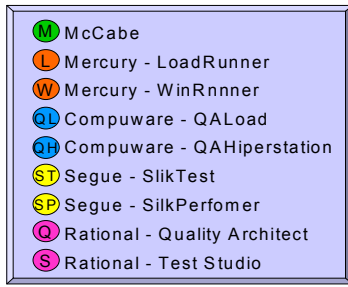 M McCabe
L Mercury - LoadRunner
W Mercury - WinRnnner
QL Compuware - QALoad
QH Compuware - QAHiperstation
ST Segue - SlikTest
SP Segue - SilkPerfomer
Q Rational - Quality Architect
S Rational - Test Studio